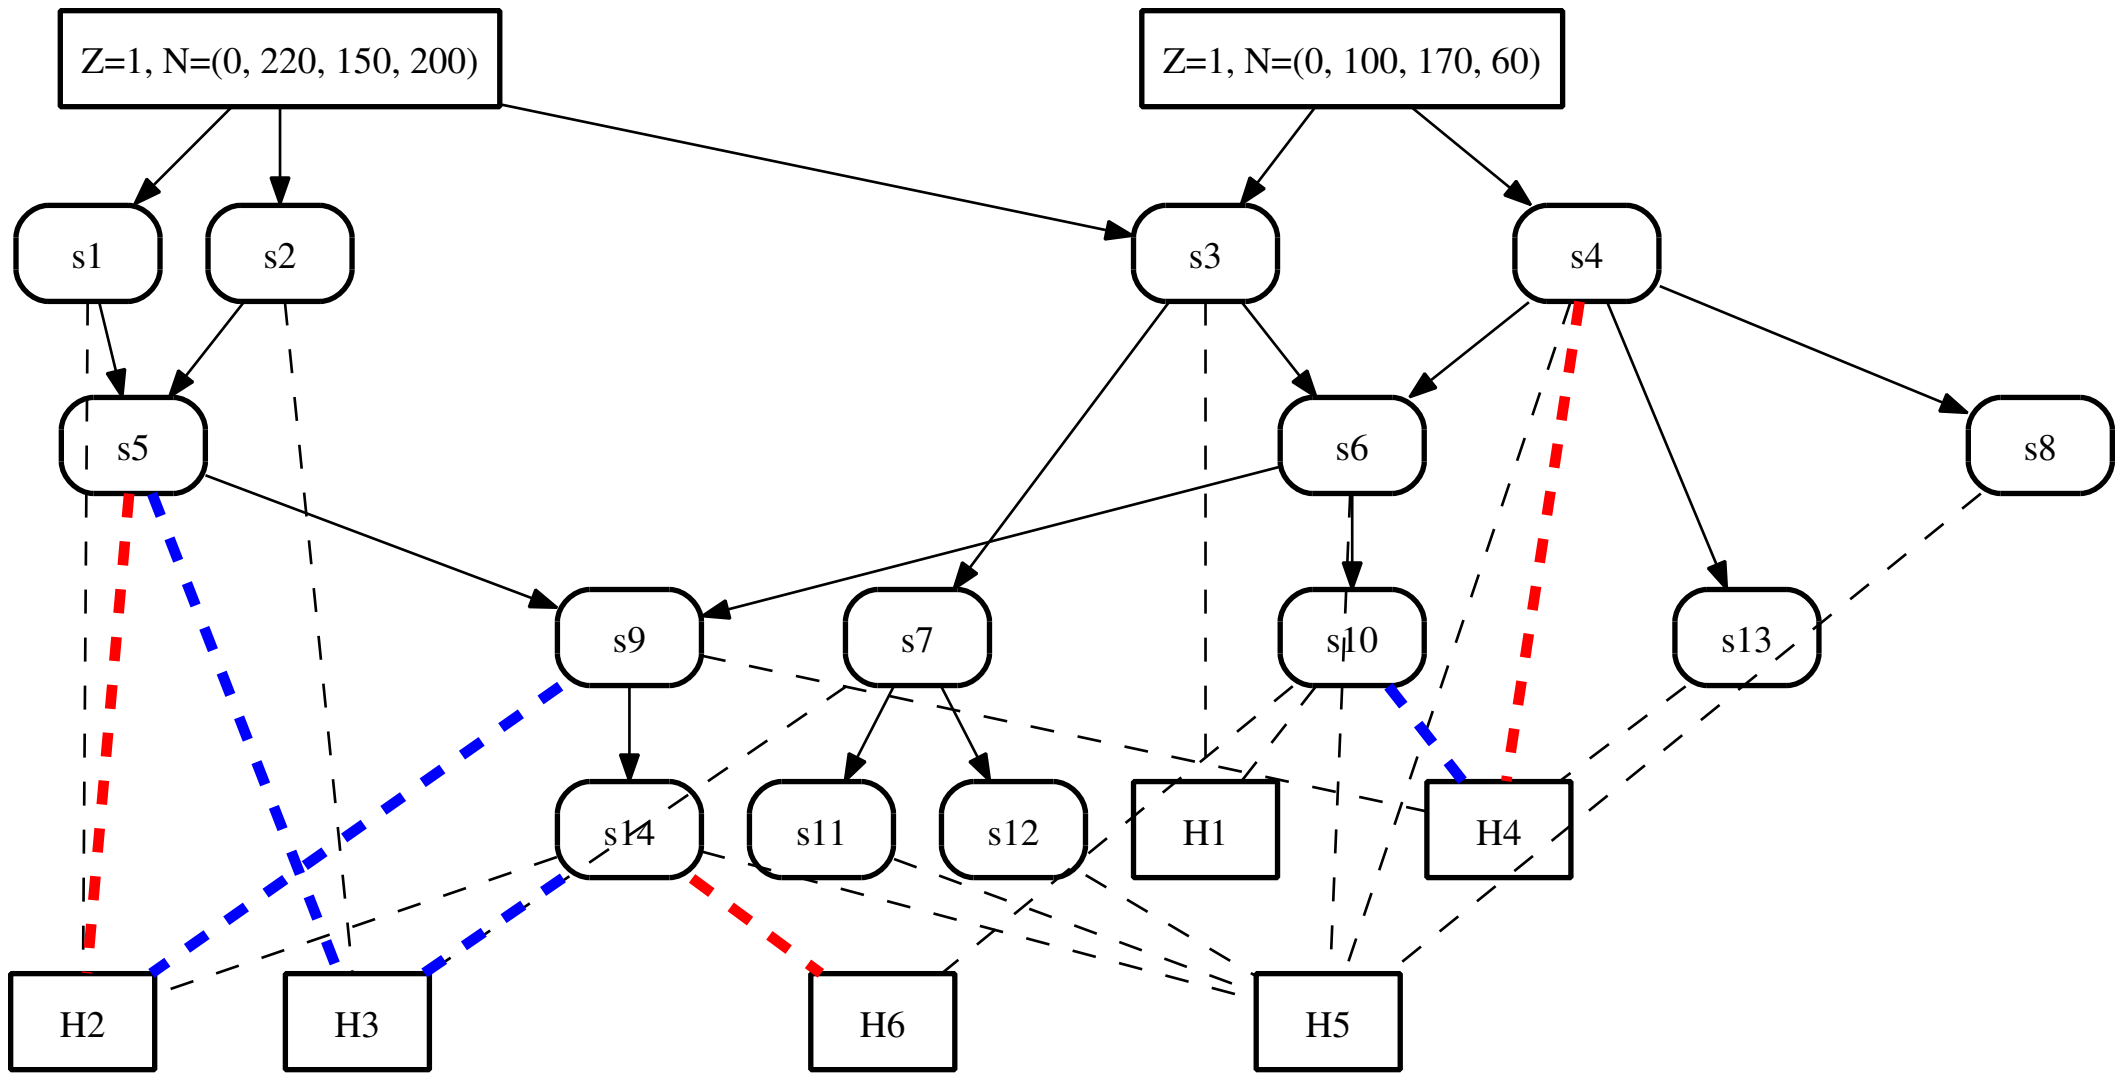 Z=1, N=(0, 220, 150, 200)
Z=1, N=(0, 100, 170, 60)
s1
s2
s3
s4
s5
s6
s8
s9
s7
s10
s13
s14
s11
s12
H1
H4
H2
H3
H6
H5